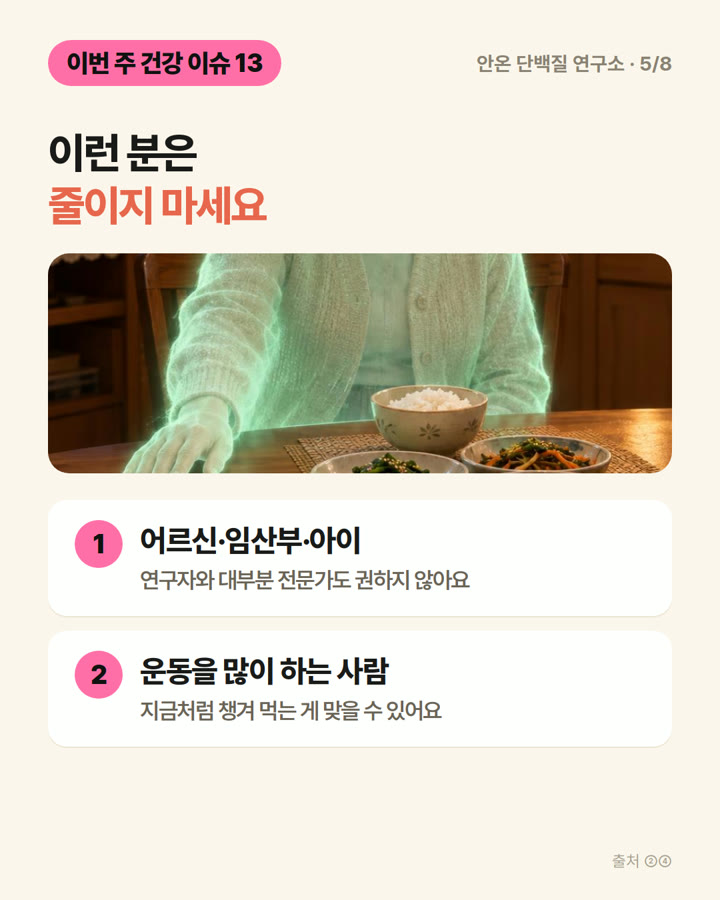 이번 주 건강 이슈 13
안온 단백질 연구소 · 5/8
이런 분은
줄이지 마세요
1
어르신·임산부·아이
연구자와 대부분 전문가도 권하지 않아요
2
운동을 많이 하는 사람
지금처럼 챙겨 먹는 게 맞을 수 있어요
출처 ②④